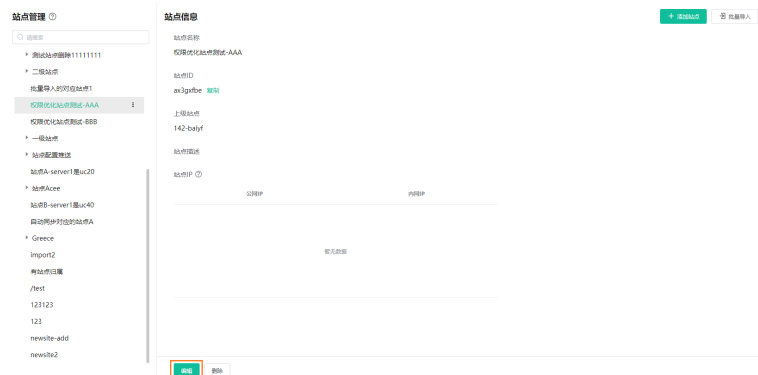 站点管理
请搜索
测试站点删除11111111
二级站点
批量导入的对应站点1
权限优化站点测试-AAA
权限优化站点测试-BBB
一级站点
站点配置推送
站点A-server1是uc20
站点Acee
站点B-server1是uc40
自动同步对应的站点A
Greece
import2
有站点归属
/test
123123
123
newsite-add
newsite2
站点信息
添加站点
批量导入
站点名称
权限优化站点测试-AAA
站点ID
ax3gxfbe 复制
上级站点
142-balyf
站点描述
站点IP
公网IP 内网IP
暂无数据
编辑 删除